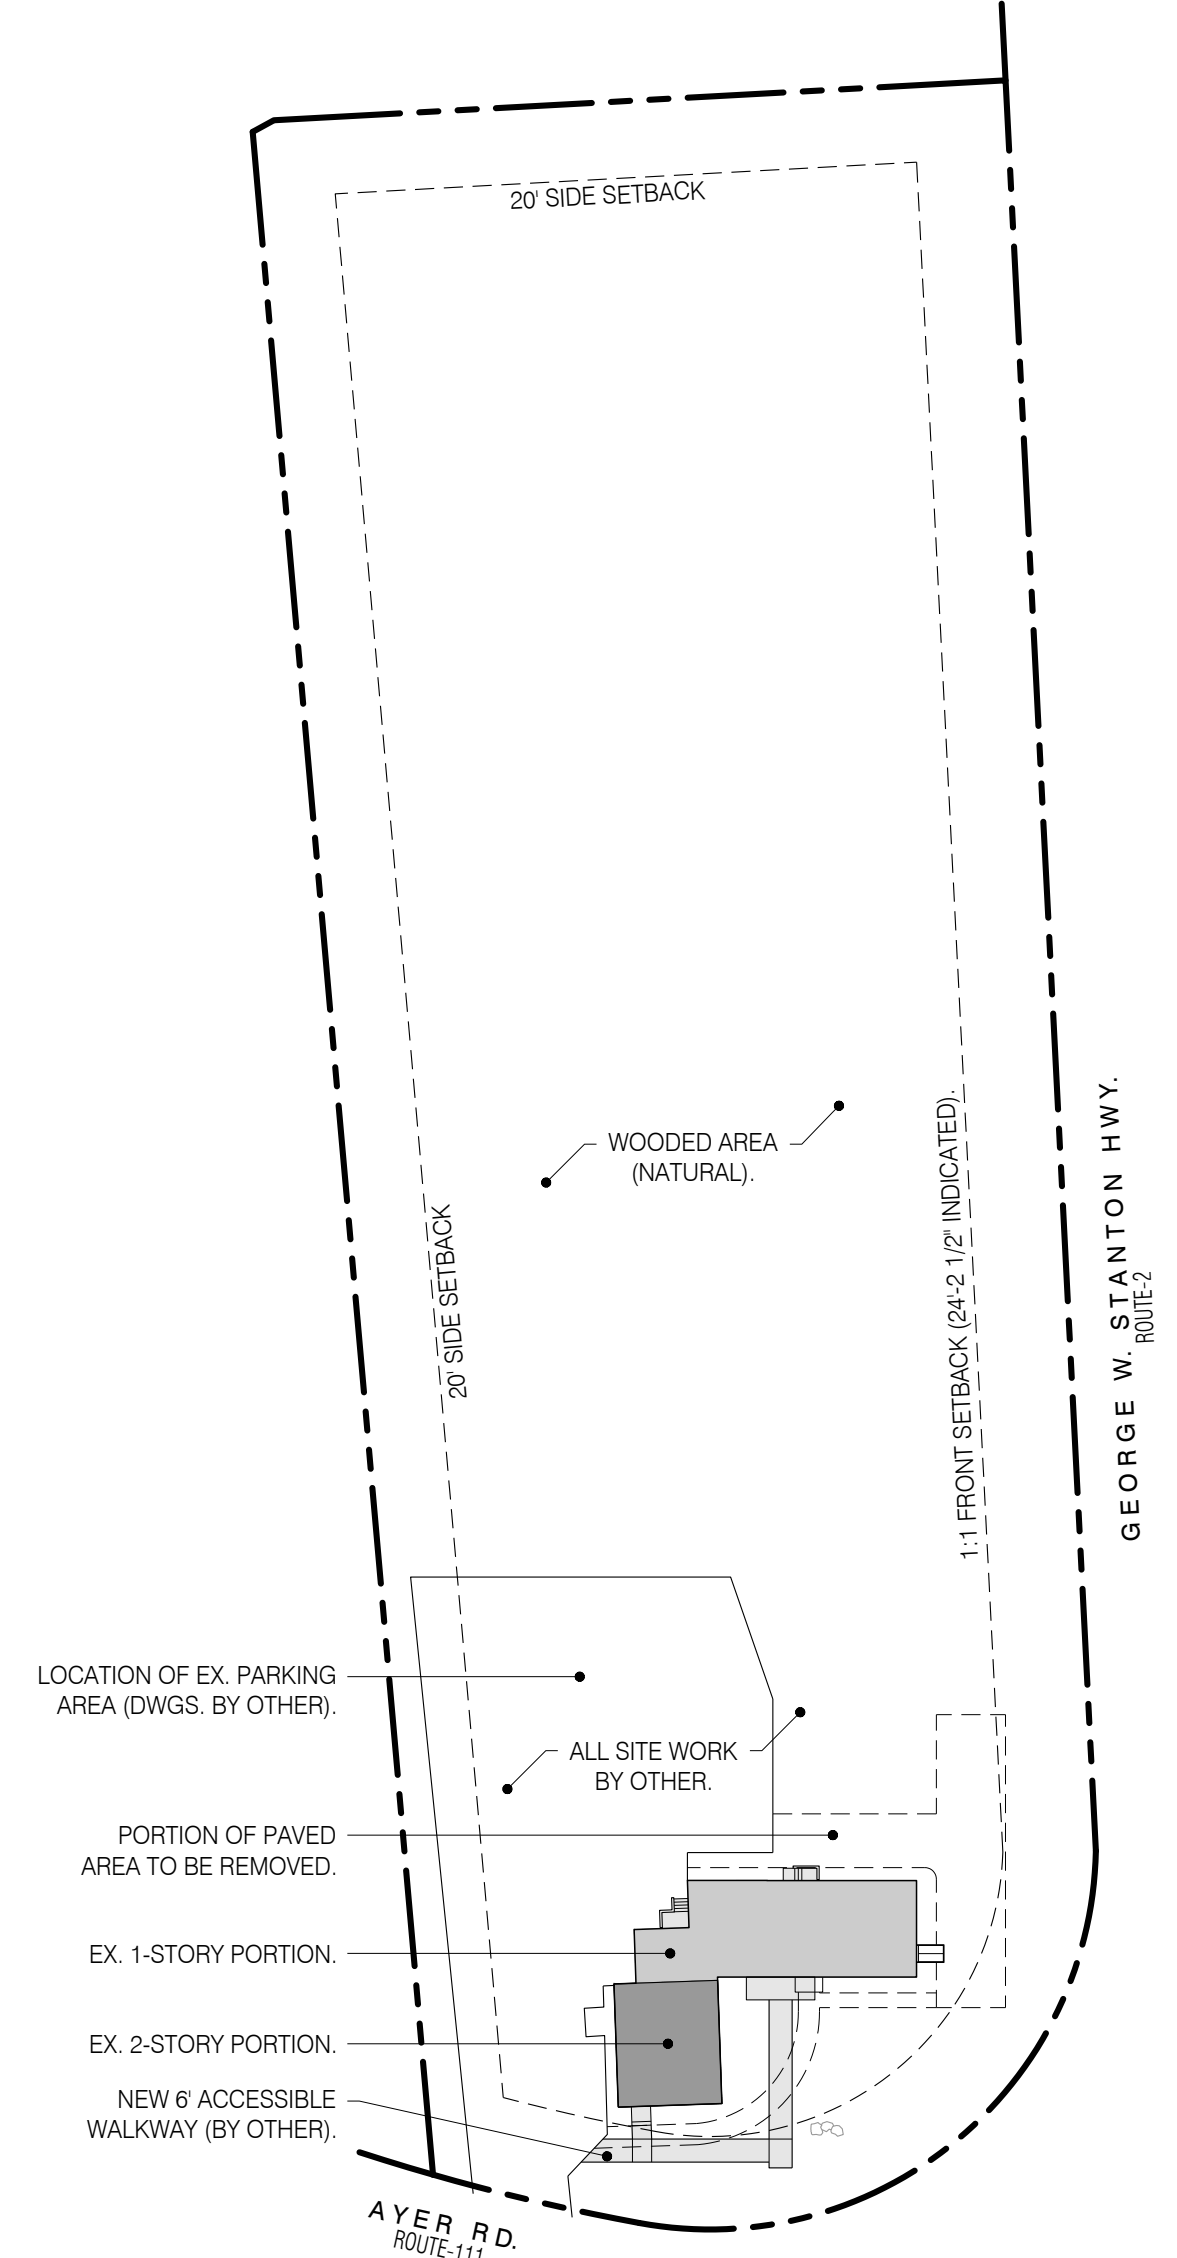 20' SIDE SETBACK
WOODED AREA
(NATURAL).
1:1 FRONT SETBACK (24'-2 1/2" INDICATED).
GEORGE W. STANTON HWY.
ROUTE-2
20' SIDE SETBACK
LOCATION OF EX. PARKING
AREA (DWGS. BY OTHER).
ALL SITE WORK
BY OTHER.
PORTION OF PAVED
AREA TO BE REMOVED.
EX. 1-STORY PORTION.
EX. 2-STORY PORTION.
NEW 6' ACCESSIBLE
WALKWAY (BY OTHER).
AYER RD.
ROUTE-111